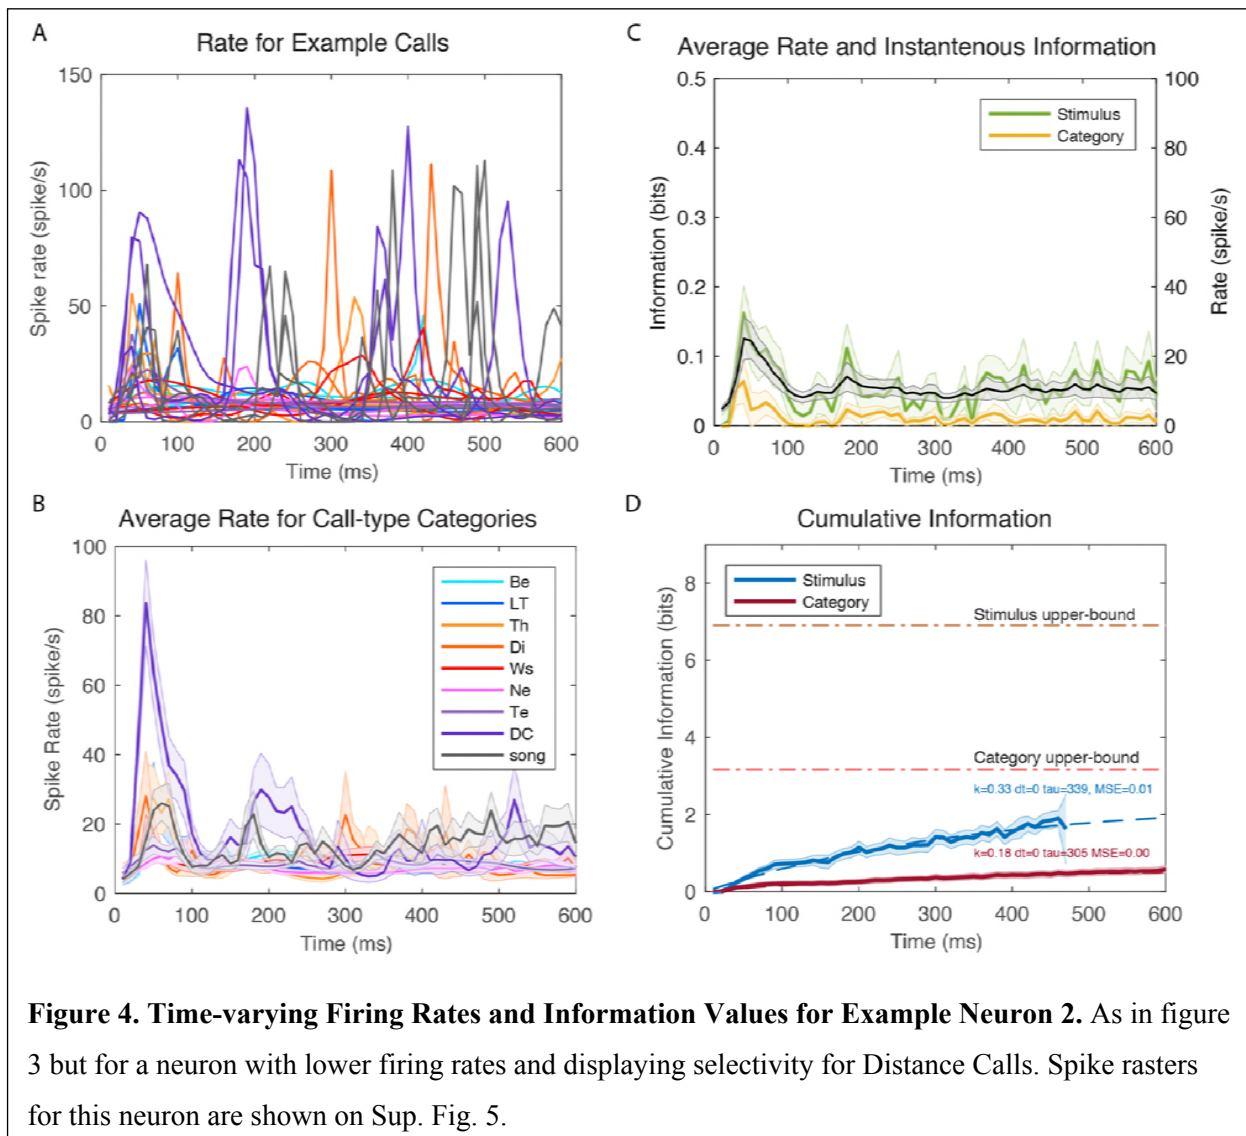 A
Rate for Example Calls
150
100
50
0
Spike rate (spike/s)
0 100 200 300 400 500 600
Time (ms)
C
Average Rate and Instantenous Information
0.5
0.4
0.3
0.2
0.1
0
Information (bits)
Stimulus
Category
100
80
60
40
20
0
Rate (spike/s)
0 100 200 300 400 500 600
Time (ms)
B
Average Rate for Call-type Categories
100
80
60
40
20
0
Spike Rate (spike/s)
Be
LT
Th
Di
Ws
Ne
Te
DC
song
0 100 200 300 400 500 600
Time (ms)
D
Cumulative Information
8
6
4
2
0
Cumulative Information (bits)
Stimulus
Category
Stimulus upper-bound
Category upper-bound
k=0.33 dt=0 tau=339, MSE=0.01
k=0.18 dt=0 tau=305 MSE=0.00
0 100 200 300 400 500 600
Time (ms)
Figure 4. Time-varying Firing Rates and Information Values for Example Neuron 2. As in figure
3 but for a neuron with lower firing rates and displaying selectivity for Distance Calls. Spike rasters
for this neuron are shown on Sup. Fig. 5.